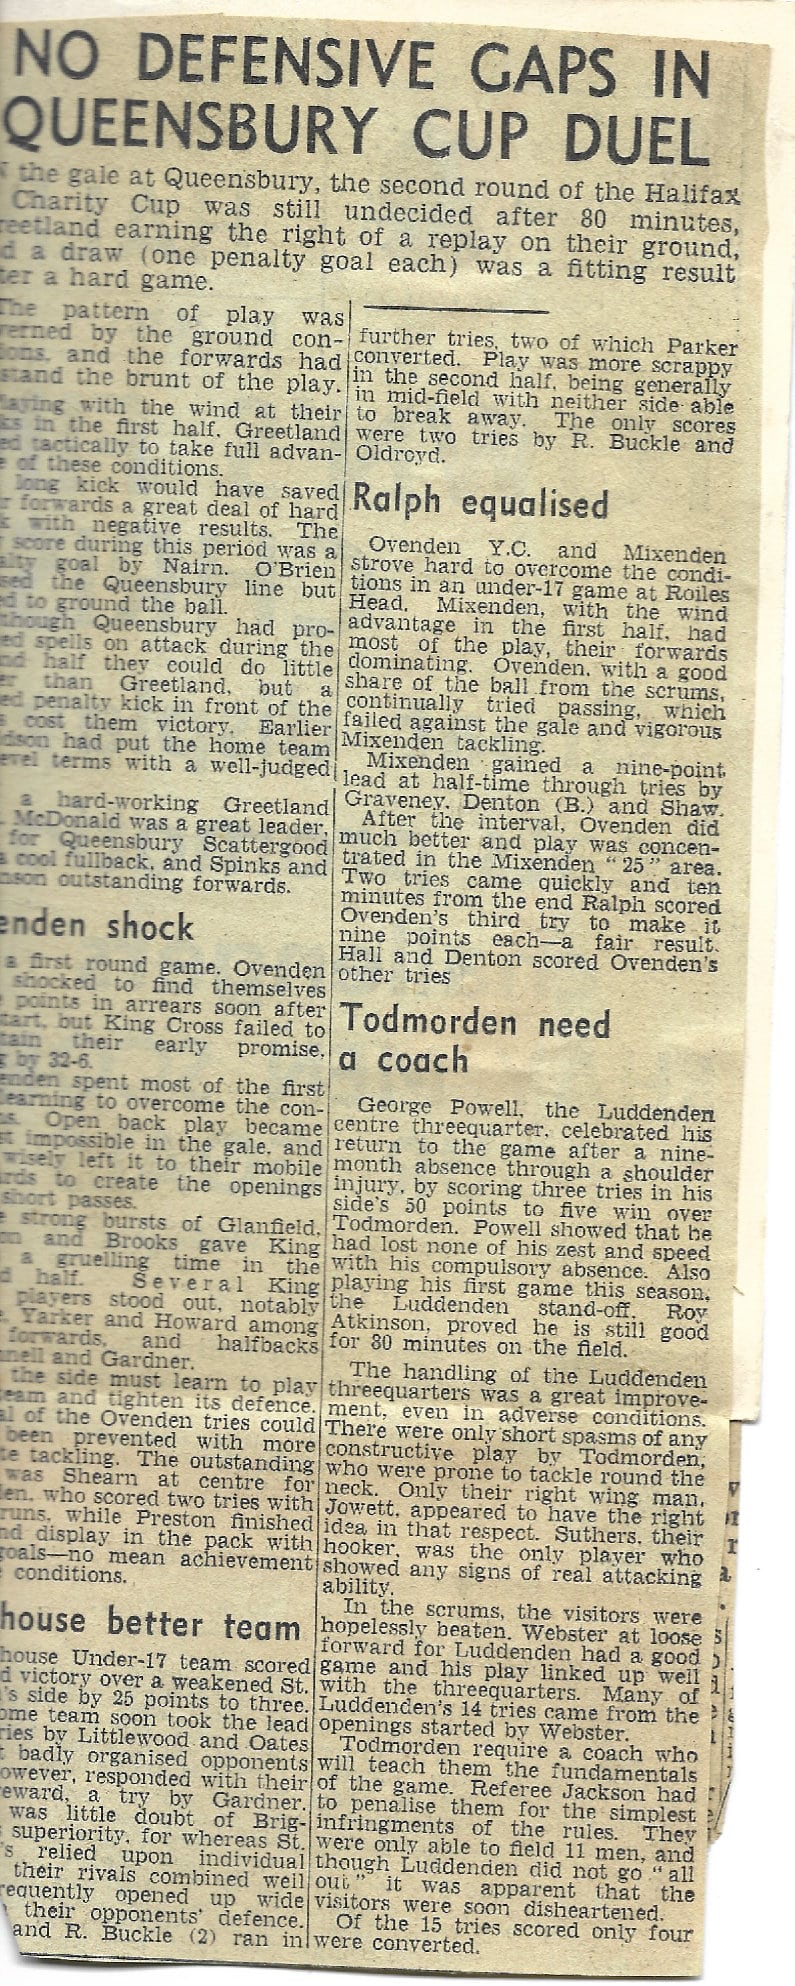 NO DEFENSIVE GAPS IN
QUEENSBURY CUP DUEL
the gale at Queensbury, the second round of the Halifax
Charity Cup was still undecided after 80 minutes,
reetland earning the right of a replay on their ground,
d a draw (one penalty goal each) was a fitting result
ter a hard game.
The pattern of play was
verned by the ground con-
ions, and the forwards had
stand the brunt of the play.
laying with the wind at their
ks in the first half, Greetland
ed tactically to take full advan-
e of these conditions.
long kick would have saved
r forwards a great deal of hard
k with negative results. The
score during this period was a
alty goal by Nairn. O'Brien
sed the Queensbury line but
ed to ground the ball.
though Queensbury had pro-
ed spells on attack during the
nd half they could do little
er than Greetland, but a
ed penalty kick in front of the
s cost them victory. Earlier
dson had put the home team
evel terms with a well-judged
a hard-working Greetland
. McDonald was a great leader,
for Queensbury Scattergood
a cool fullback, and Spinks and
nson outstanding forwards.
enden shock
a first round game, Ovenden
shocked to find themselves
points in arrears soon after
tart, but King Cross failed to
tain their early promise,
g by 32-6.
enden spent most of the first
learning to overcome the con-
ns. Open back play became
st impossible in the gale, and
wisely left it to their mobile
ards to create the openings
short passes.
e strong bursts of Glanfield,
on and Brooks gave King
a gruelling time in the
d half. Several King
players stood out, notably
e, Yarker and Howard among
forwards, and halfbacks
nnell and Gardner.
the side must learn to play
team and tighten its defence.
al of the Ovenden tries could
been prevented with more
te tackling. The outstanding
was Shearn at centre for
en, who scored two tries with
runs, while Preston finished
nd display in the pack with
goals—no mean achievement
conditions.
house better team
house Under-17 team scored
d victory over a weakened St.
's side by 25 points to three.
ome team soon took the lead
ries by Littlewood and Oates
t badly organised opponents
owever, responded with their
eward, a try by Gardner.
was little doubt of Brig-
superiority, for whereas St.
's relied upon individual
their rivals combined well
requently opened up wide
their opponents' defence.
and R. Buckle (2) ran in
further tries, two of which Parker
converted. Play was more scrappy
in the second half, being generally
in mid-field with neither side able
to break away. The only scores
were two tries by R. Buckle and
Oldroyd.
Ralph equalised
Ovenden Y.C. and Mixenden
strove hard to overcome the condi-
tions in an under-17 game at Roiles
Head. Mixenden, with the wind
advantage in the first half, had
most of the play, their forwards
dominating. Ovenden, with a good
share of the ball from the scrums,
continually tried passing, which
failed against the gale and vigorous
Mixenden tackling.
Mixenden gained a nine-point
lead at half-time through tries by
Graveney, Denton (B.) and Shaw.
After the interval, Ovenden did
much better and play was concen-
trated in the Mixenden "25" area.
Two tries came quickly and ten
minutes from the end Ralph scored
Ovenden's third try to make it
nine points each—a fair result.
Hall and Denton scored Ovenden's
other tries
Todmorden need
a coach
George Powell, the Luddenden
centre threequarter, celebrated his
return to the game after a nine-
month absence through a shoulder
injury, by scoring three tries in his
side's 50 points to five win over
Todmorden. Powell showed that he
had lost none of his zest and speed
with his compulsory absence. Also
playing his first game this season,
the Luddenden stand-off, Roy
Atkinson, proved he is still good
for 80 minutes on the field.
The handling of the Luddenden
threequarters was a great improve-
ment, even in adverse conditions.
There were only short spasms of any
constructive play by Todmorden,
who were prone to tackle round the
neck. Only their right wing man,
Jowett, appeared to have the right
idea in that respect. Suthers, their
hooker, was the only player who
showed any signs of real attacking
ability.
In the scrums, the visitors were
hopelessly beaten. Webster at loose
forward for Luddenden had a good
game and his play linked up well
with the threequarters. Many of
Luddenden's 14 tries came from the
openings started by Webster.
Todmorden require a coach who
will teach them the fundamentals
of the game. Referee Jackson had
to penalise them for the simplest
infringments of the rules. They
were only able to field 11 men, and
though Luddenden did not go "all
out" it was apparent that the
visitors were soon disheartened.
Of the 15 tries scored only four
were converted.